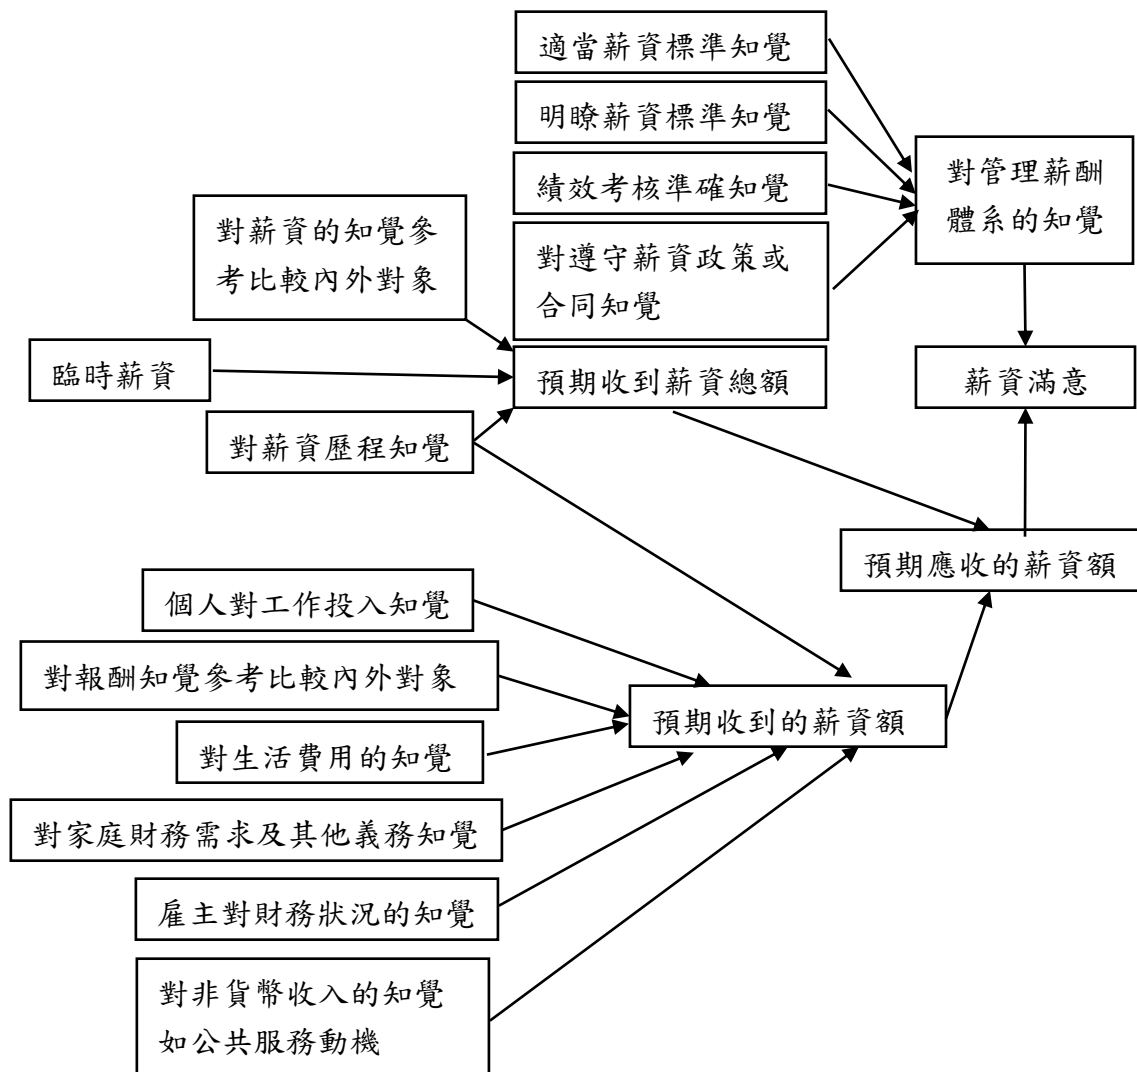 適當薪資標準知覺
明瞭薪資標準知覺
績效考核準確知覺
對遵守薪資政策或
合同知覺
對管理薪酬
體系的知覺
對薪資的知覺參
考比較內外對象
臨時薪資
對薪資歷程知覺
預期收到薪資總額
薪資滿意
預期應收的薪資額
個人對工作投入知覺
對報酬知覺參考比較內外對象
對生活費用的知覺
對家庭財務需求及其他義務知覺
雇主對財務狀況的知覺
對非貨幣收入的知覺
如公共服務動機
預期收到的薪資額